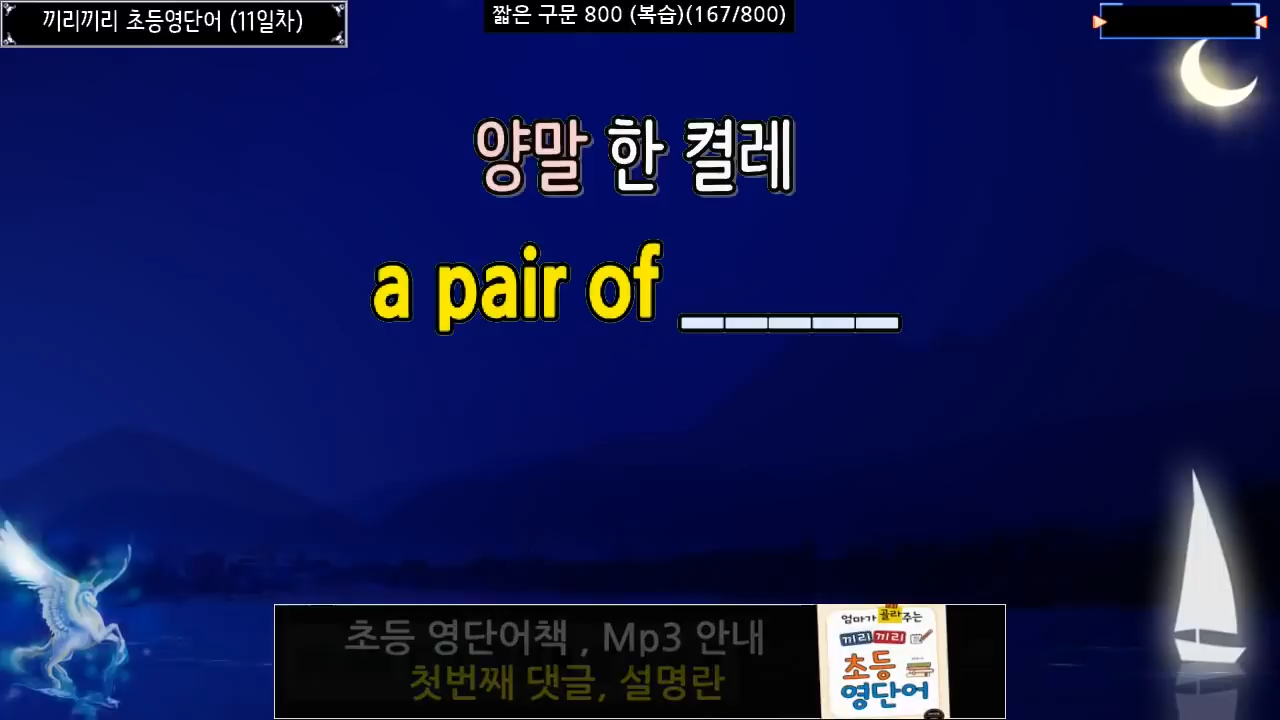 끼리끼리 초등영단어 (11일차)
짧은 구문 800 (복습)(167/800)
양말 한 켤레
a pair of _____
초등 영단어책 , Mp3 안내
첫번째 댓글, 설명란
엄마가 골라주는
끼리끼리
초등
영단어